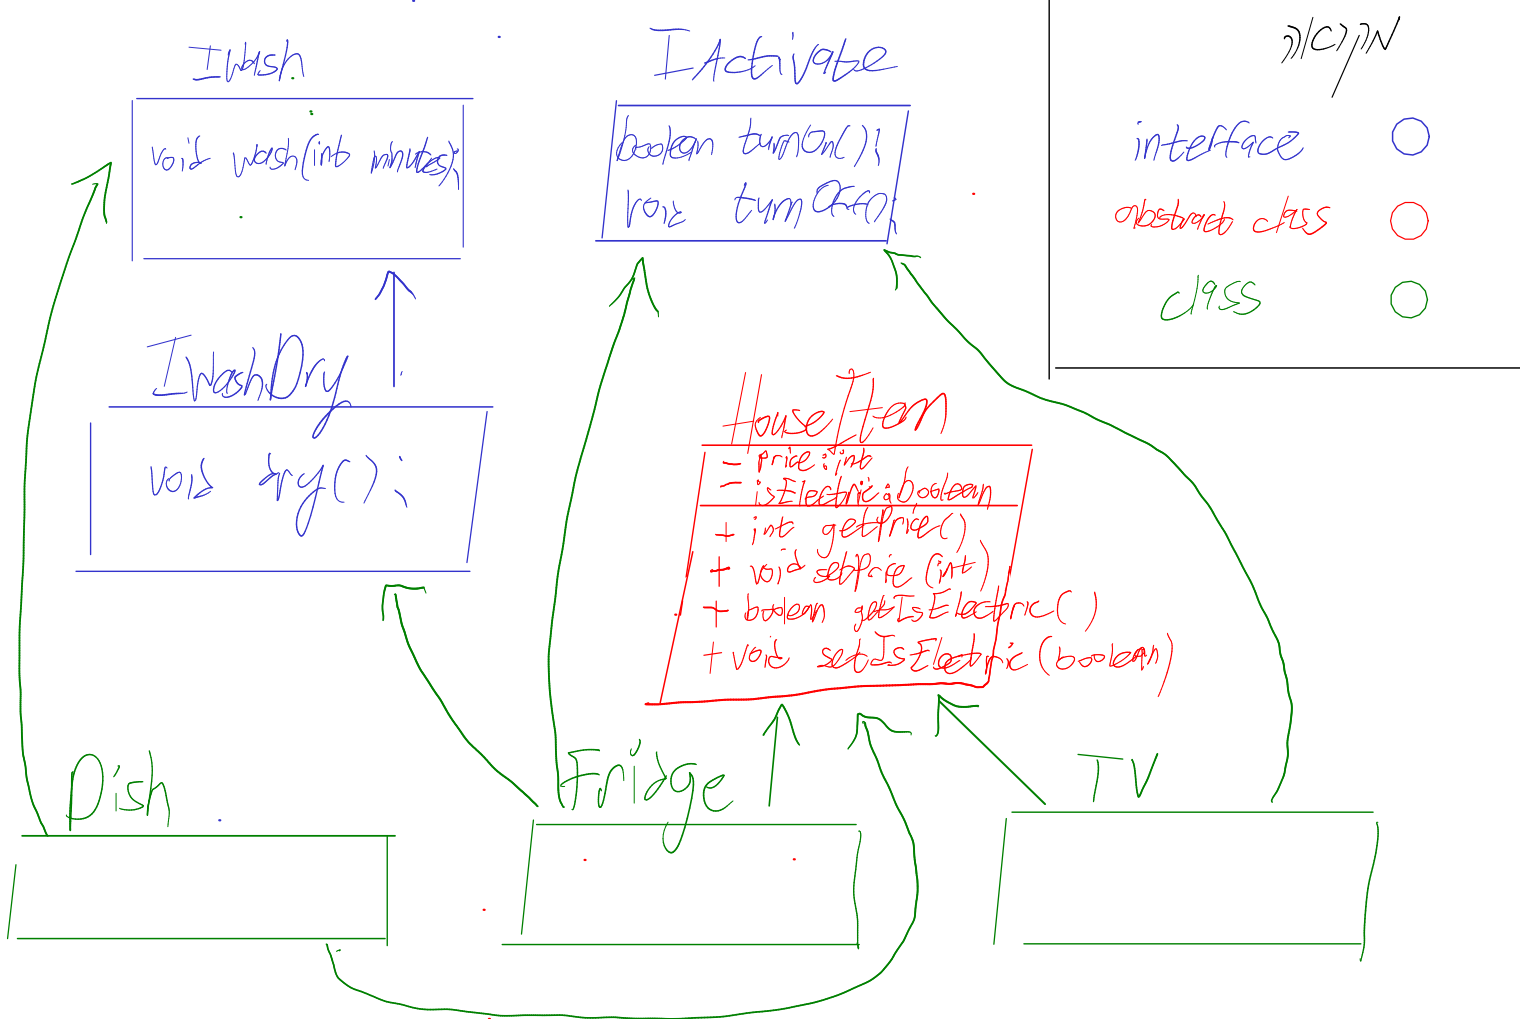 IWash
void wash(int minutes);
IActivate
boolean turnOn();
void turnOff();
מקרא
interface
abstract class
class
IWashDry
void dry();
HouseItem
- price:int
- isElectric:boolean
+ int getPrice()
+ void setPrice (int)
+ boolean getIsElectric()
+ void setIsElectric(boolean)
Dish
Fridge
TV